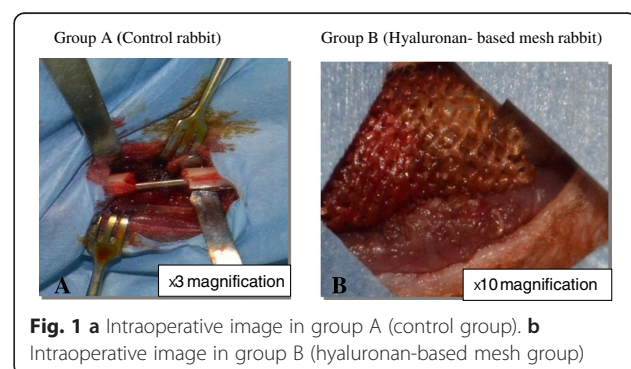 Group A (Control rabbit)
Group B (Hyaluronan- based mesh rabbit)
A
x3 magnification
B
x10 magnification
Fig. 1 a Intraoperative image in group A (control group). b
Intraoperative image in group B (hyaluronan-based mesh group)